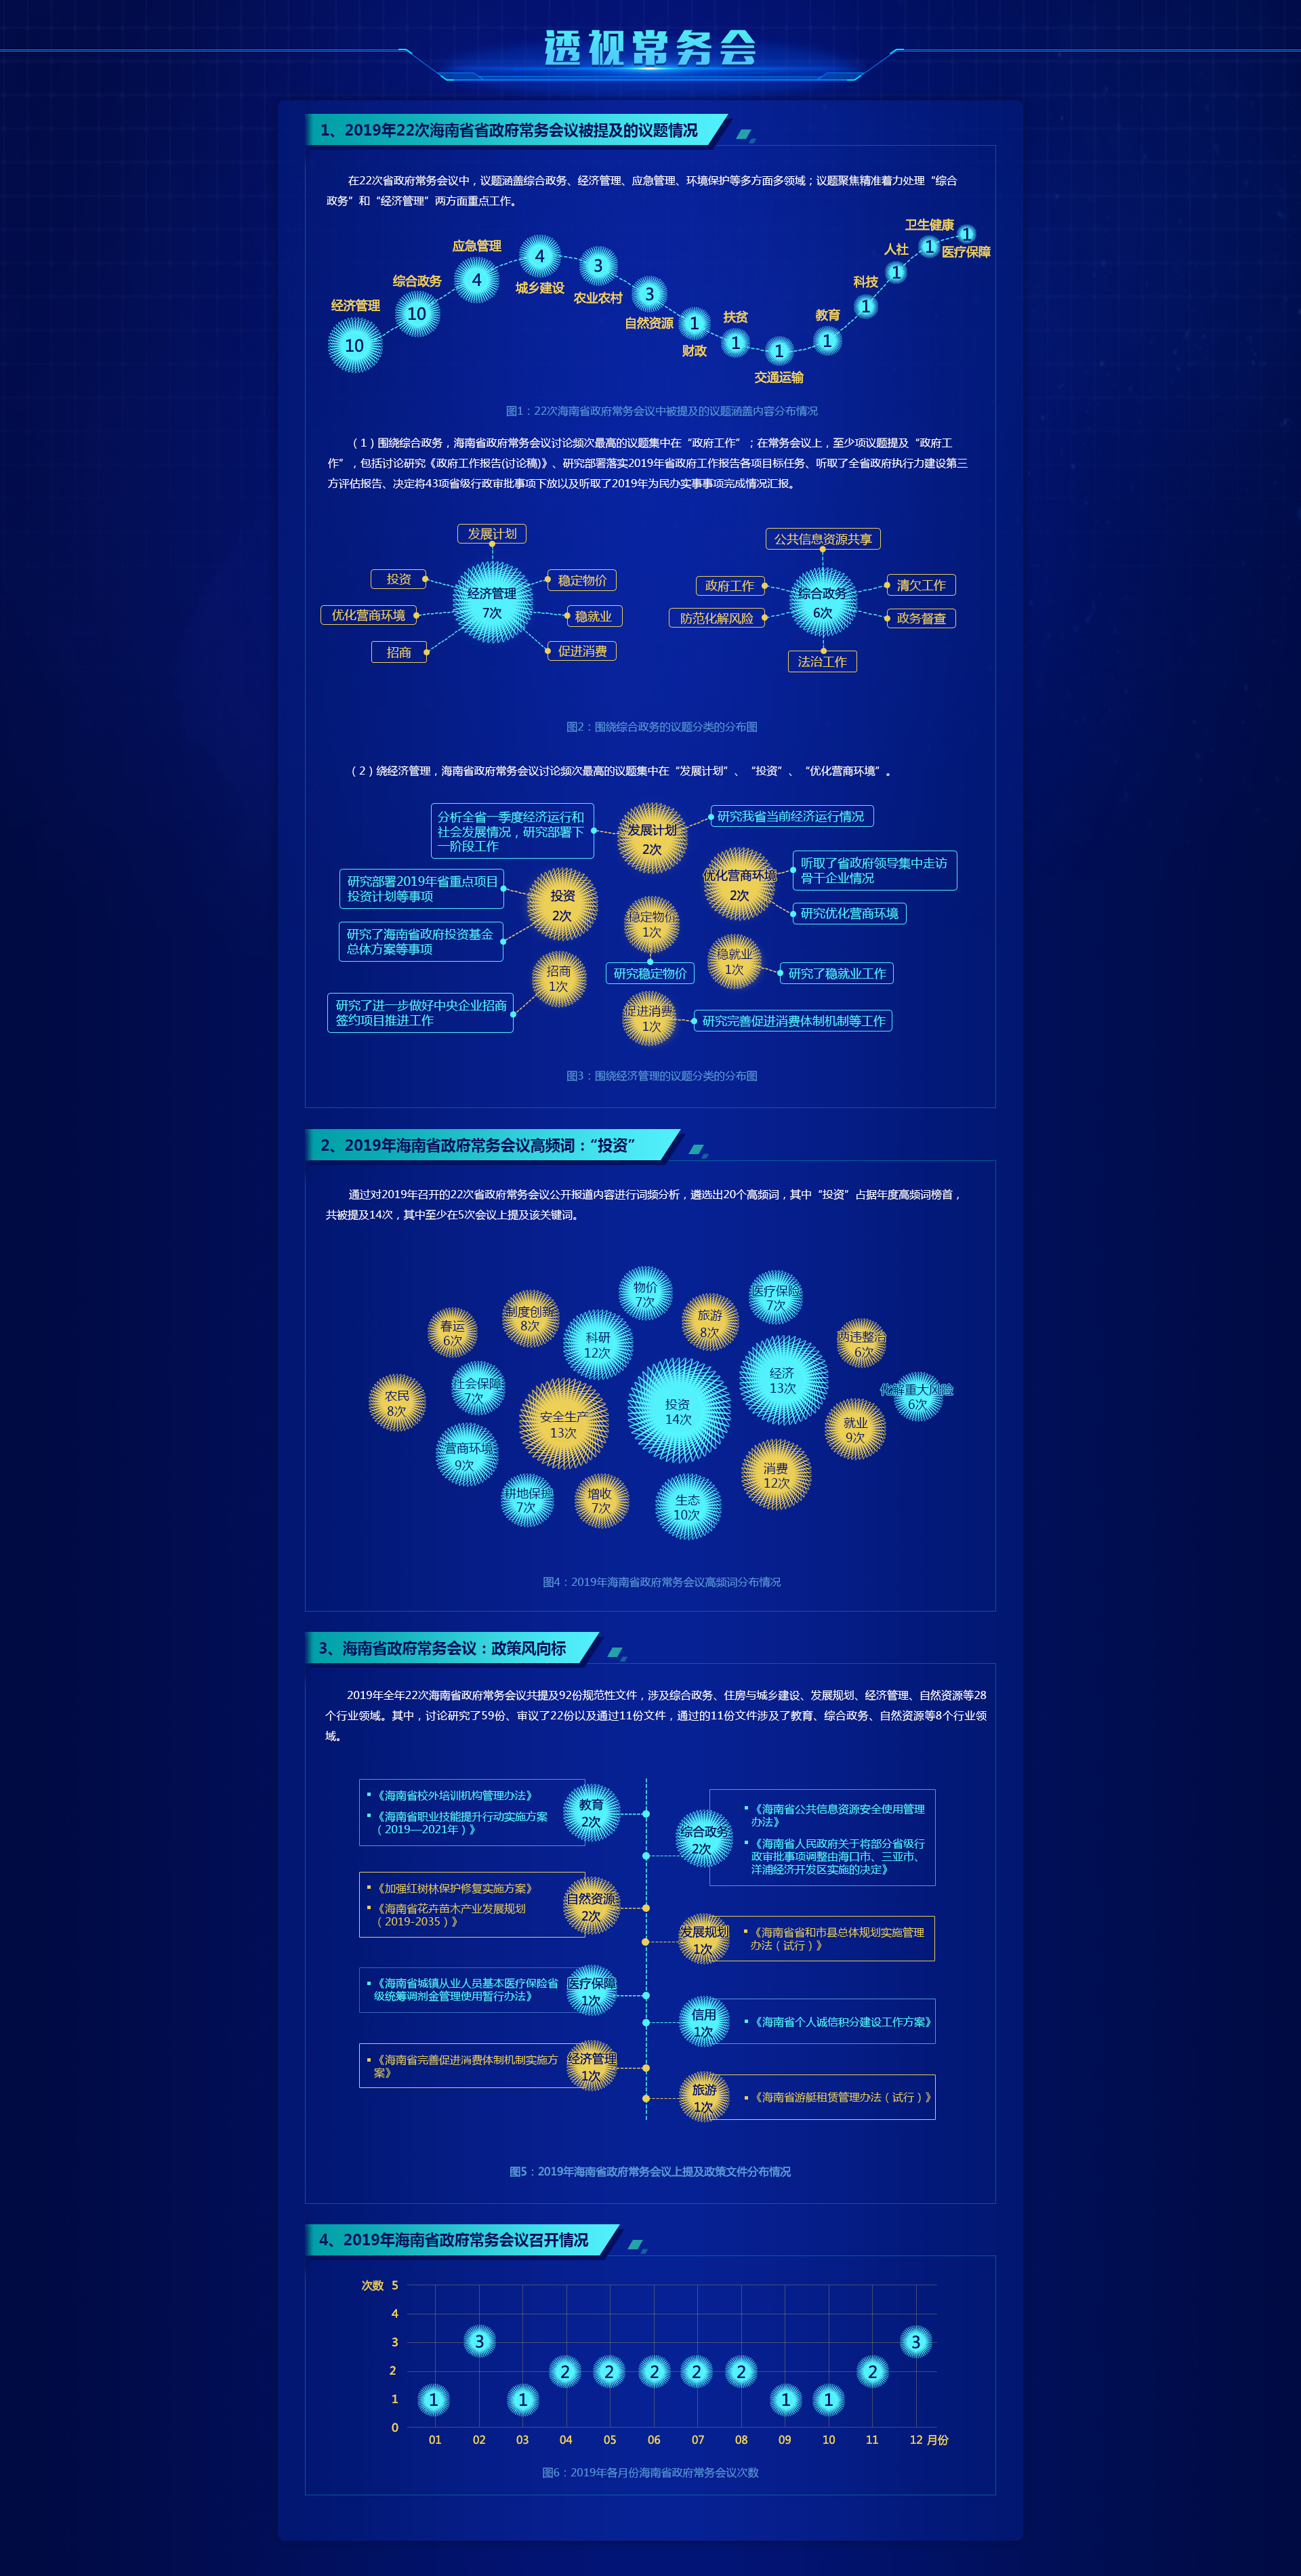 透视常务会
1、2019年22次海南省省政府常务会议被提及的议题情况
在22次省政府常务会议中，议题涵盖综合政务、经济管理、应急管理、环境保护等多方面多领域；议题聚焦精准着力处理“综合
政务”和“经济管理”两方面重点工作。
经济管理
10
综合政务
10
应急管理
4
4
城乡建设
3
农业农村
3
自然资源
1
财政
扶贫
1
1
交通运输
教育
1
科技
1
人社
1
卫生健康
1
1
医疗保障
图1：22次海南省政府常务会议中被提及的议题涵盖内容分布情况
（1）围绕综合政务，海南省政府常务会议讨论频次最高的议题集中在“政府工作”；在常务会议上，至少项议题提及“政府工
作”，包括讨论研究《政府工作报告(讨论稿)》、研究部署落实2019年省政府工作报告各项目标任务、听取了全省政府执行力建设第三
方评估报告、决定将43项省级行政审批事项下放以及听取了2019年为民办实事事项完成情况汇报。
发展计划
投资
稳定物价
经济管理
7次
优化营商环境
稳就业
招商
促进消费
公共信息资源共享
政府工作
清欠工作
综合政务
6次
防范化解风险
政务督查
法治工作
图2：围绕综合政务的议题分类的分布图
（2）绕经济管理，海南省政府常务会议讨论频次最高的议题集中在“发展计划”、“投资”、“优化营商环境”。
分析全省一季度经济运行和
社会发展情况，研究部署下
一阶段工作
发展计划
2次
研究我省当前经济运行情况
优化营商环境
2次
听取了省政府领导集中走访
骨干企业情况
研究优化营商环境
研究部署2019年省重点项目
投资计划等事项
投资
2次
研究了海南省政府投资基金
总体方案等事项
稳定物价
1次
研究稳定物价
稳就业
1次
研究了稳就业工作
招商
1次
研究了进一步做好中央企业招商
签约项目推进工作
促进消费
1次
研究完善促进消费体制机制等工作
图3：围绕经济管理的议题分类的分布图
2、2019年海南省政府常务会议高频词：“投资”
通过对2019年召开的22次省政府常务会议公开报道内容进行词频分析，遴选出20个高频词，其中“投资”占据年度高频词榜首，
共被提及14次，其中至少在5次会议上提及该关键词。
物价
7次
医疗保险
7次
制度创新
8次
旅游
8次
春运
6次
科研
12次
两违整治
6次
经济
13次
社会保障
7次
化解重大风险
6次
农民
8次
投资
14次
安全生产
13次
就业
9次
营商环境
9次
消费
12次
耕地保护
7次
增收
7次
生态
10次
图4：2019年海南省政府常务会议高频词分布情况
3、海南省政府常务会议：政策风向标
2019年全年22次海南省政府常务会议共提及92份规范性文件，涉及综合政务、住房与城乡建设、发展规划、经济管理、自然资源等28
个行业领域。其中，讨论研究了59份、审议了22份以及通过11份文件，通过的11份文件涉及了教育、综合政务、自然资源等8个行业领
域。
《海南省校外培训机构管理办法》
《海南省职业技能提升行动实施方案
（2019—2021年）》
教育
2次
综合政务
2次
《海南省公共信息资源安全使用管理
办法》
《海南省人民政府关于将部分省级行
政审批事项调整由海口市、三亚市、
洋浦经济开发区实施的决定》
《加强红树林保护修复实施方案》
《海南省花卉苗木产业发展规划
（2019-2035）》
自然资源
2次
发展规划
1次
《海南省省和市县总体规划实施管理
办法（试行）》
《海南省城镇从业人员基本医疗保险省
级统筹调剂金管理使用暂行办法》
医疗保障
1次
信用
1次
《海南省个人诚信积分建设工作方案》
《海南省完善促进消费体制机制实施方
案》
经济管理
1次
旅游
1次
《海南省游艇租赁管理办法（试行）》
图5：2019年海南省政府常务会议上提及政策文件分布情况
4、2019年海南省政府常务会议召开情况
次数 5
4
3
2
1
0
1
3
1
2
2
2
2
2
1
1
2
3
01 02 03 04 05 06 07 08 09 10 11 12 月份
图6：2019年各月份海南省政府常务会议次数